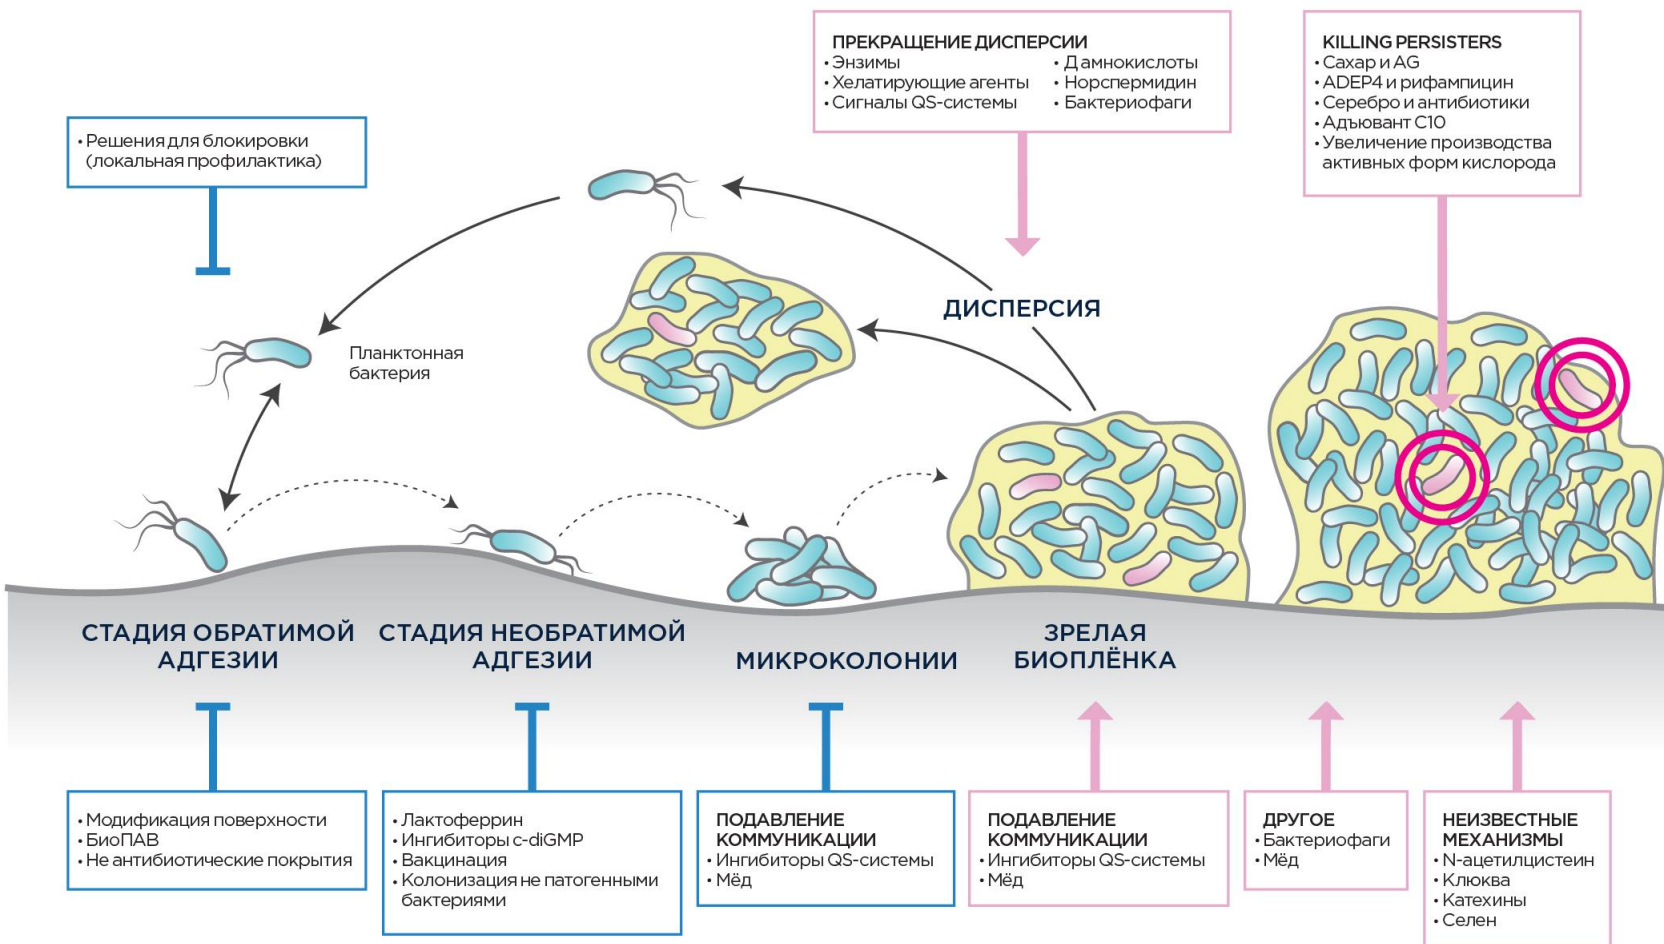 ПРЕКРАЩЕНИЕ ДИСПЕРСИИ
• Энзимы
• Хелатирующие агенты
• Сигналы QS-системы
• Д амнокислоты
• Норспермидин
• Бактериофаги
KILLING PERSISTERS
• Сахар и AG
• ADEP4 и рифампицин
• Серебро и антибиотики
• Адъювант C10
• Увеличение производства
активных форм кислорода
• Решения для блокировки
(локальная профилактика)
ДИСПЕРСИЯ
Планктонная
бактерия
СТАДИЯ ОБРАТИМОЙ
АДГЕЗИИ
СТАДИЯ НЕОБРАТИМОЙ
АДГЕЗИИ
МИКРОКОЛОНИИ
ЗРЕЛАЯ
БИОПЛЁНКА
• Модификация поверхности
• БиоПАВ
• Не антибиотические покрытия
• Лактоферрин
• Ингибиторы c-diGMP
• Вакцинация
• Колонизация не патогенными
бактериями
ПОДАВЛЕНИЕ
КОММУНИКАЦИИ
• Ингибиторы QS-системы
• Мёд
ПОДАВЛЕНИЕ
КОММУНИКАЦИИ
• Ингибиторы QS-системы
• Мёд
ДРУГОЕ
• Бактериофаги
• Мёд
НЕИЗВЕСТНЫЕ
МЕХАНИЗМЫ
• N-ацетилцистеин
• Клюква
• Катехины
• Селен